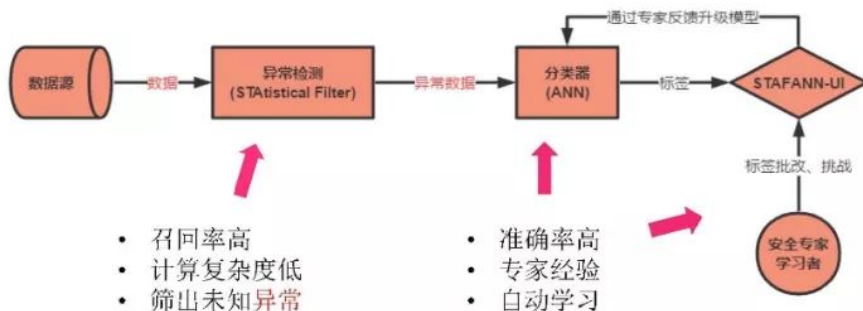 通过专家反馈升级模型
数据源
数据
异常检测
(STAtistical Filter)
异常数据
分类器
(ANN)
标签
STAFANN-UI
标签批改、挑战
安全专家
学习者
• 召回率高
• 计算复杂度低
• 筛出未知异常
• 准确率高
• 专家经验
• 自动学习